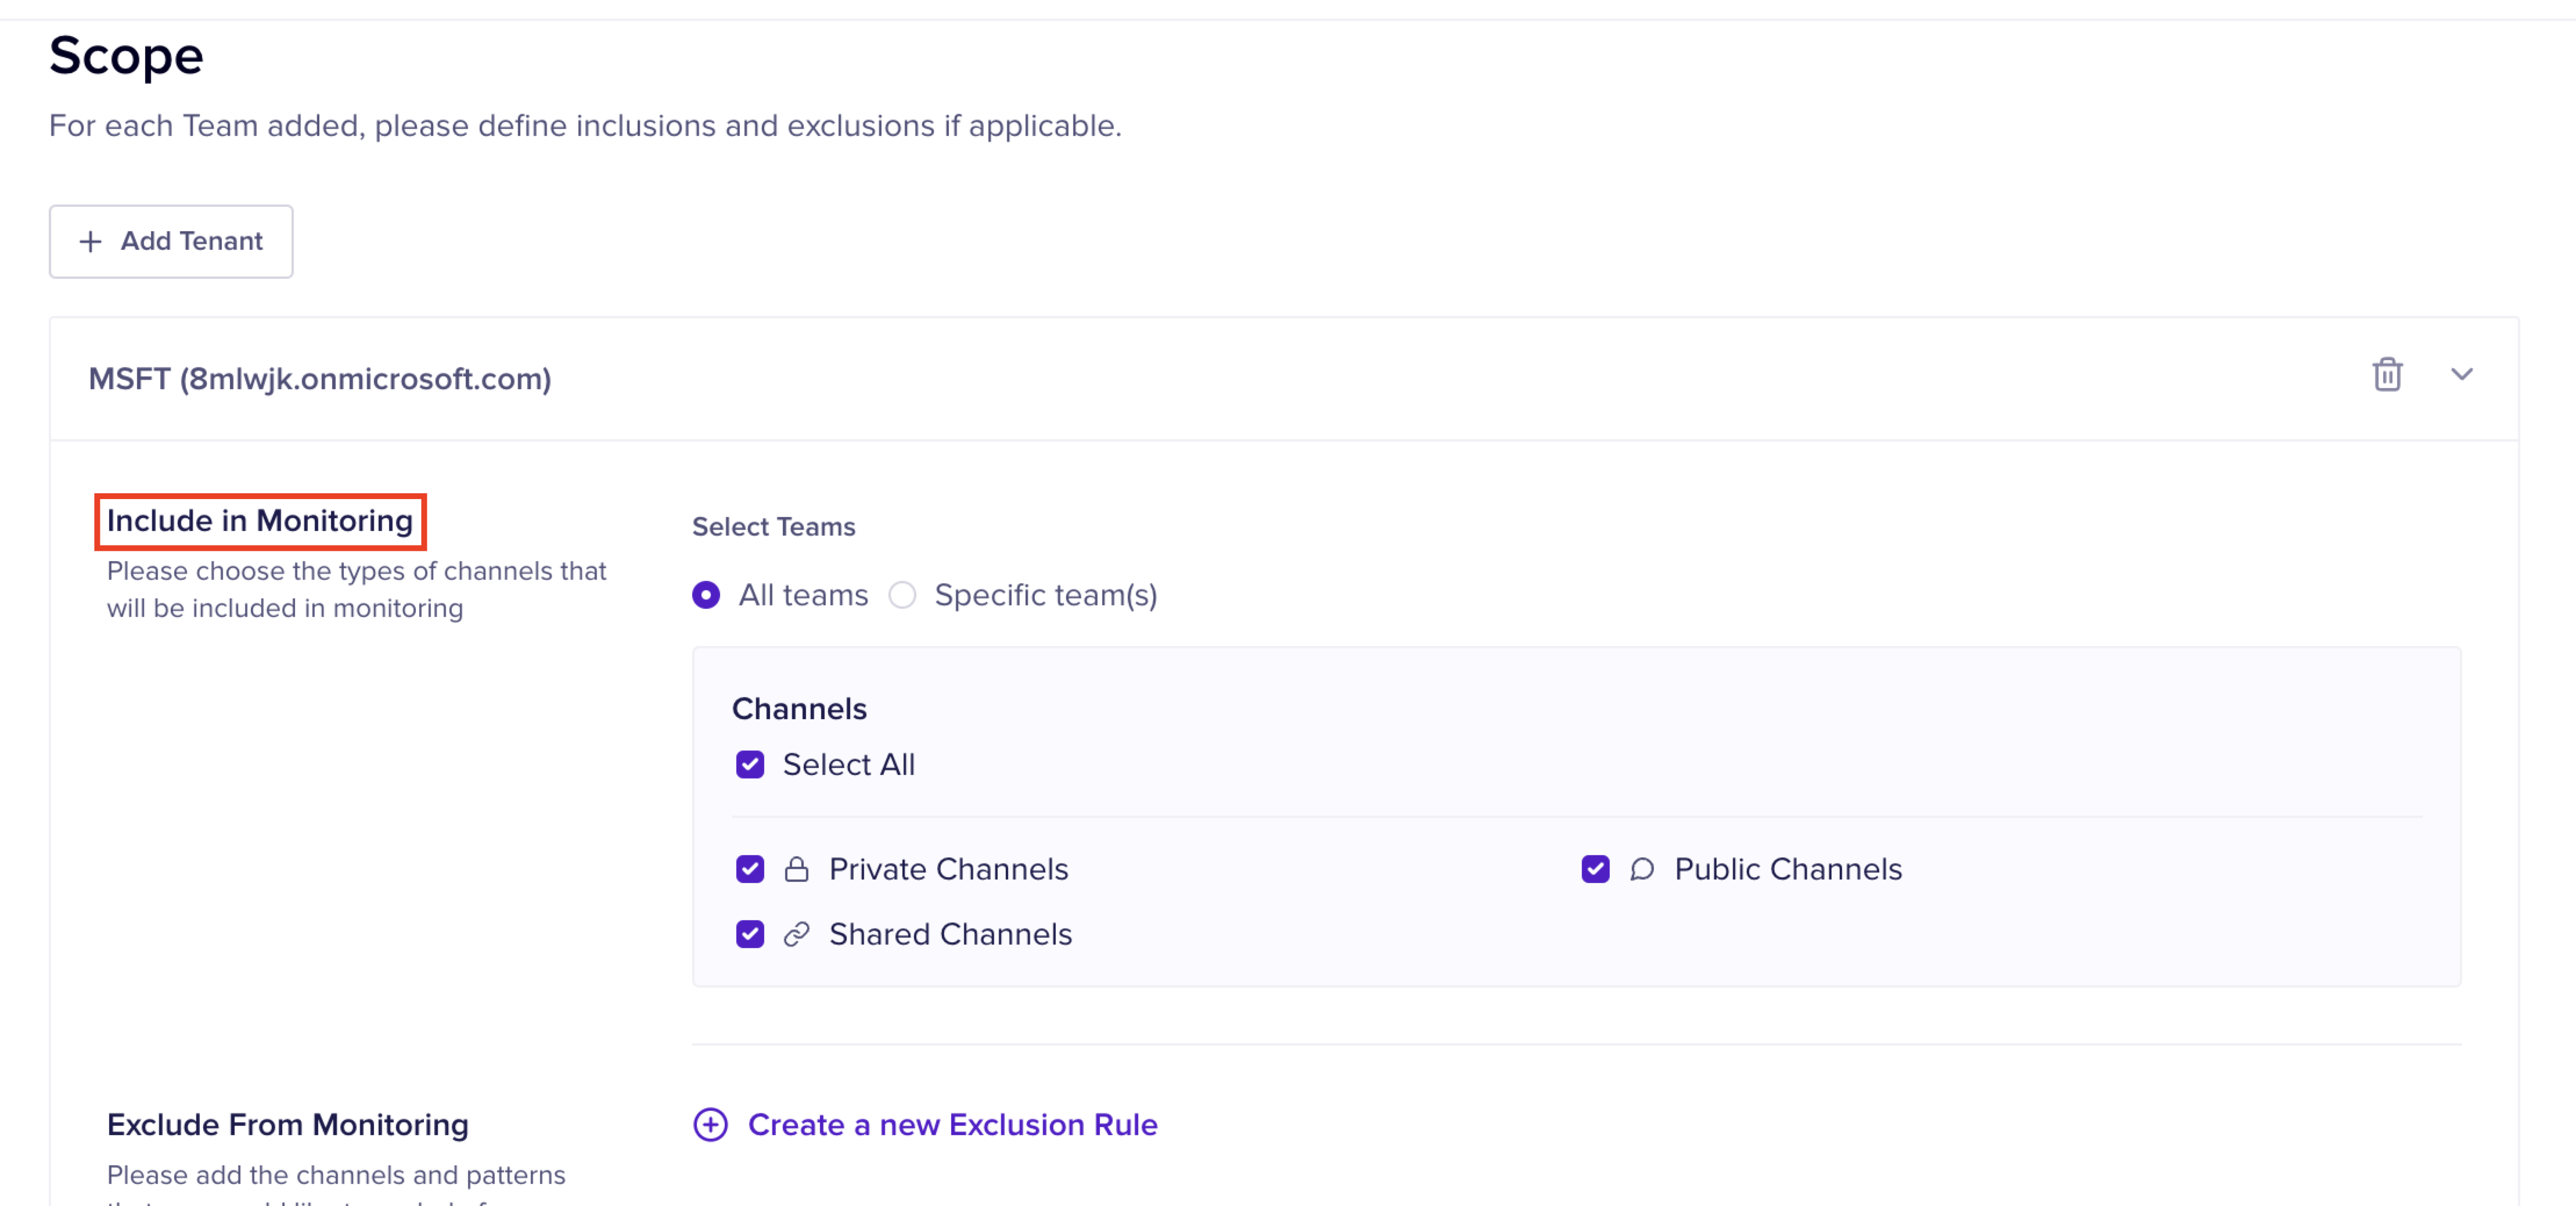 Scope
For each Team added, please define inclusions and exclusions if applicable.
Add Tenant
MSFT (8mlwjk.onmicrosoft.com)
Include in Monitoring
Please choose the types of channels that
will be included in monitoring
Select Teams
All teams
Specific team(s)
Channels
Select All
Private Channels
Public Channels
Shared Channels
Exclude From Monitoring
Please add the channels and patterns
Create a new Exclusion Rule